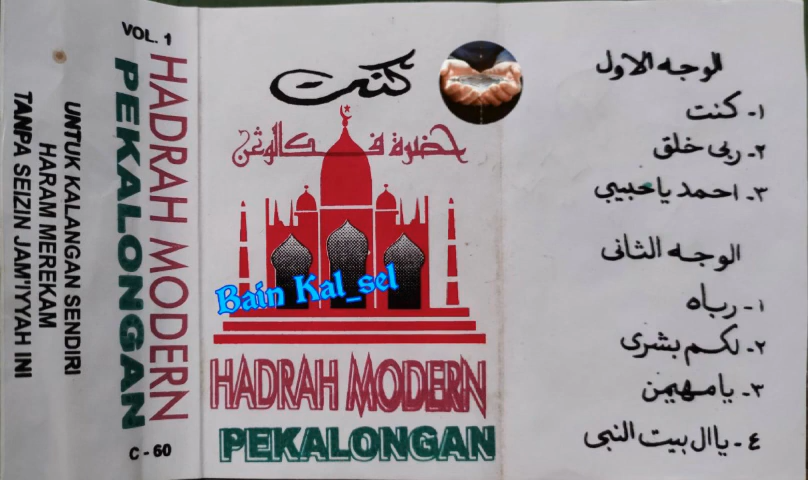 VOL. 1
HADRAH MODERN
PEKALONGAN
C - 60
UNTUK KALANGAN SENDIRI
HARAM MEREKAM
TANPA SEIZIN JAM'IYYAH INI
كنت
حضرة فكالوڠن
Bain Kal_sel
HADRAH MODERN
PEKALONGAN
الوجه الاول
١- كنت
٢- ربى خلق
٣- احمد ياحبيبي
الوجه الثانى
١- رباه
٢- لكم بشرى
٣- يامهيمن
٤- ياال بيت النبى